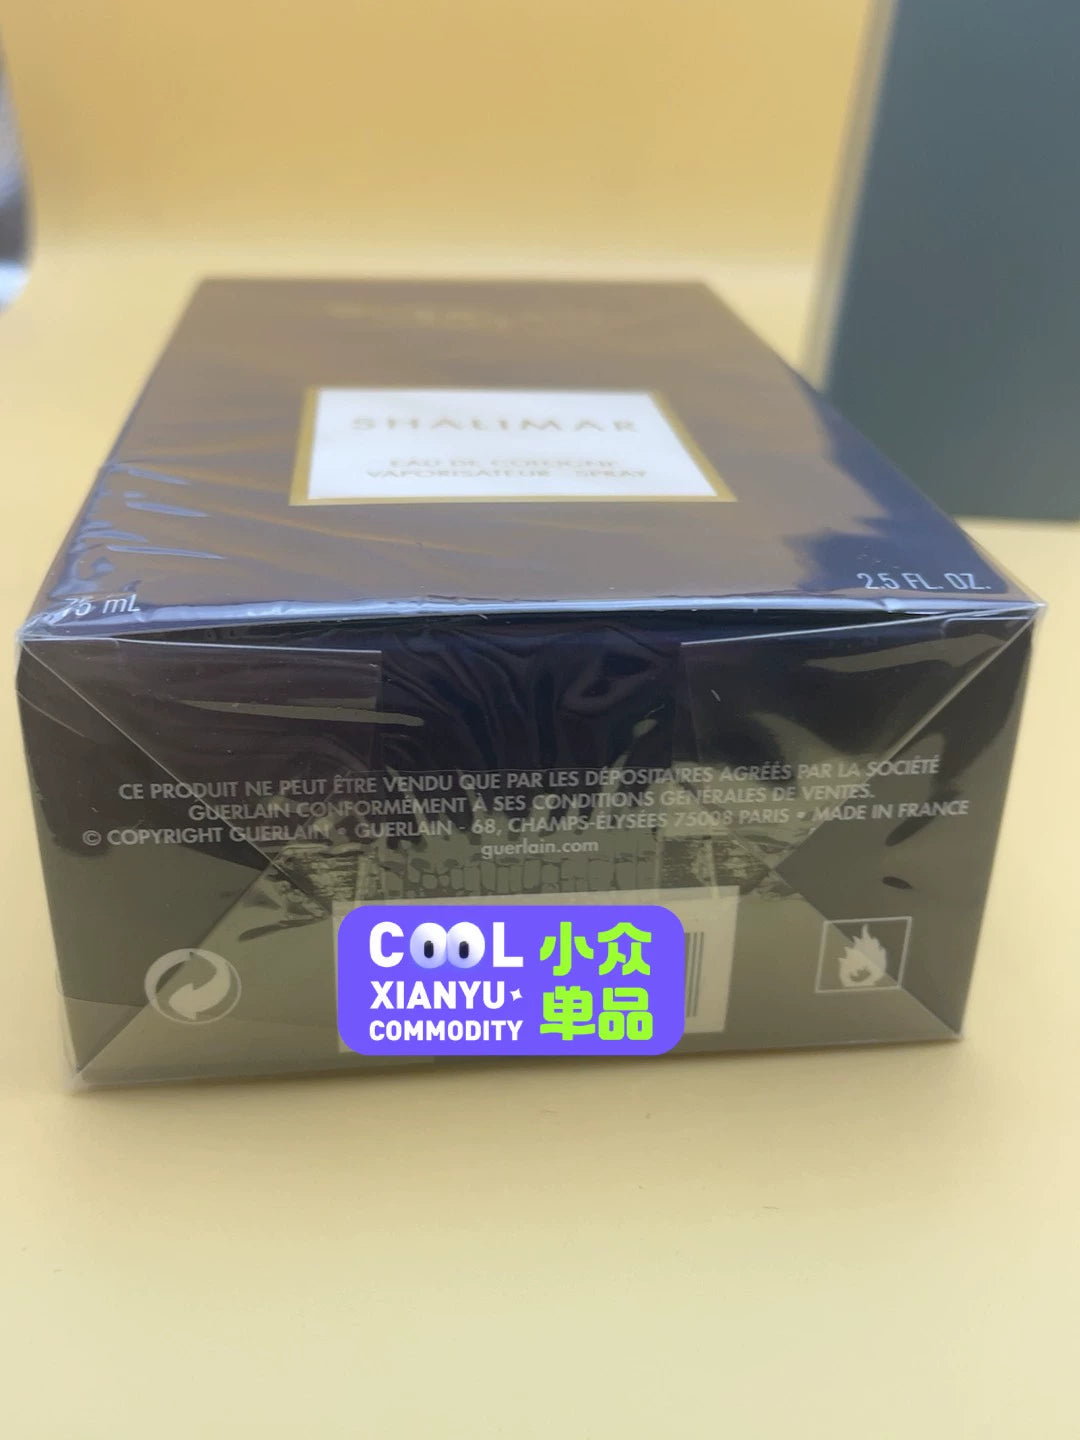 SHALIMAR
EAU DE COLOGNE
VAPORISATEUR SPRAY
75 mL
2.5 FL. OZ.
CE PRODUIT NE PEUT ÊTRE VENDU QUE PAR LES DÉPOSITAIRES AGRÉÉS PAR LA SOCIÉTÉ
GUERLAIN CONFORMÉMENT À SES CONDITIONS GÉNÉRALES DE VENTES.
© COPYRIGHT GUERLAIN • GUERLAIN - 68, CHAMPS-ÉLYSÉES 75008 PARIS • MADE IN FRANCE
guerlain.com
COOL 小众
XIANYU 单品
COMMODITY